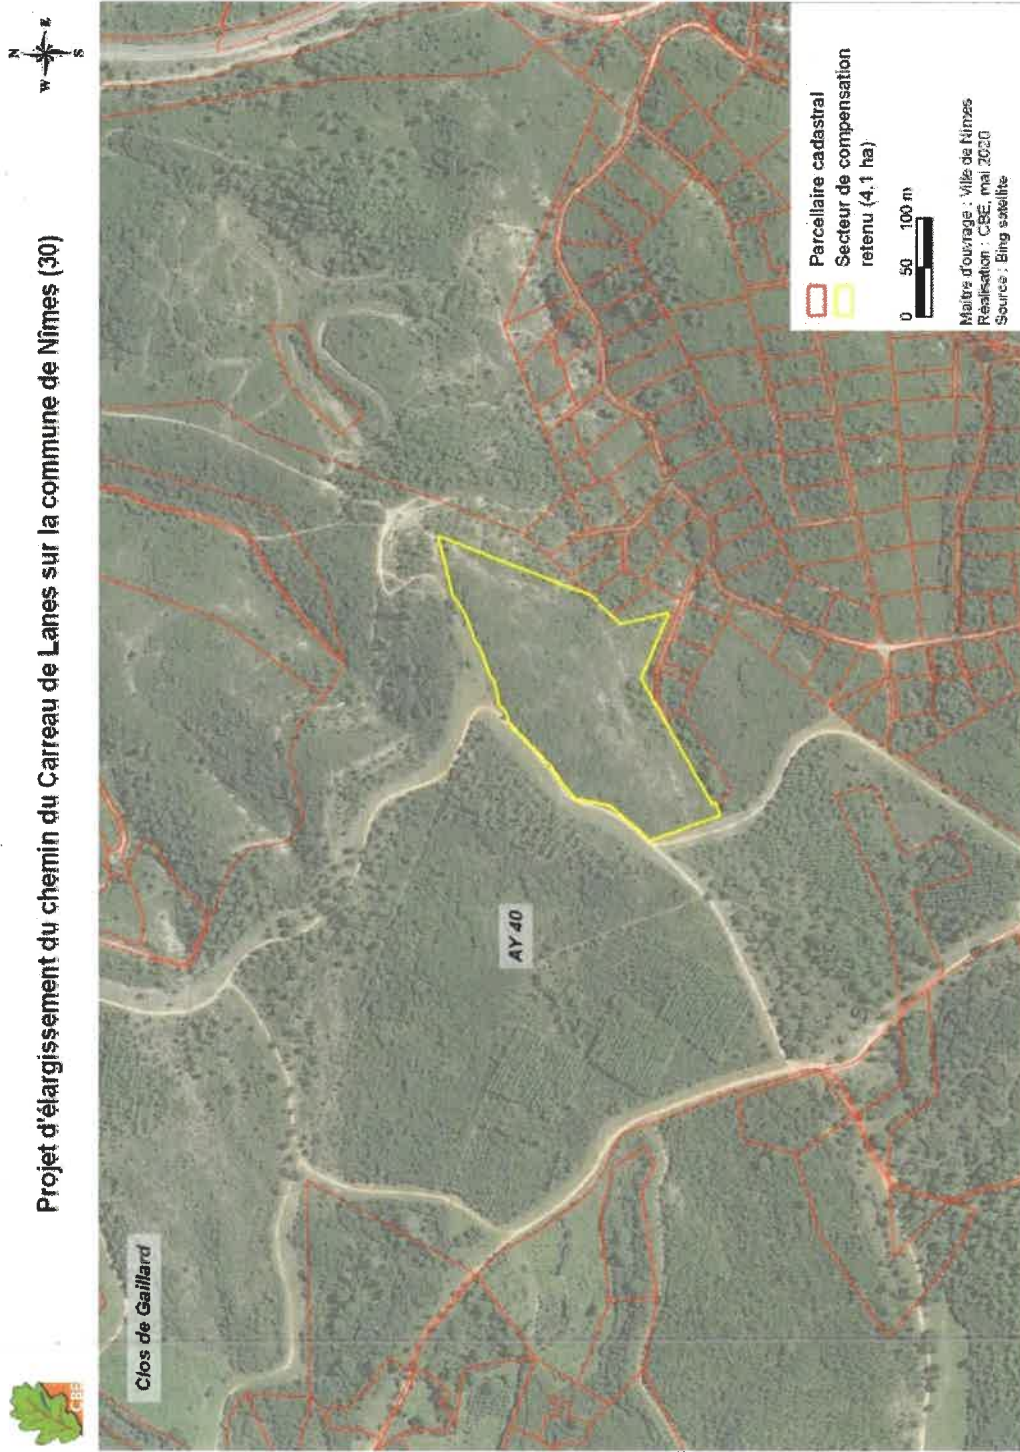 Projet d'élargissement du chemin du Carreau de Lanes sur la commune de Nîmes (30)
N
W E
S
CBE
Clos de Gaillard
AY 40
Parcellaire cadastral
Secteur de compensation
retenu (4,1 ha)
0 50 100 m
Maître d'ouvrage : Ville de Nîmes
Réalisation : CBE, mai 2020
Source : Bing satellite